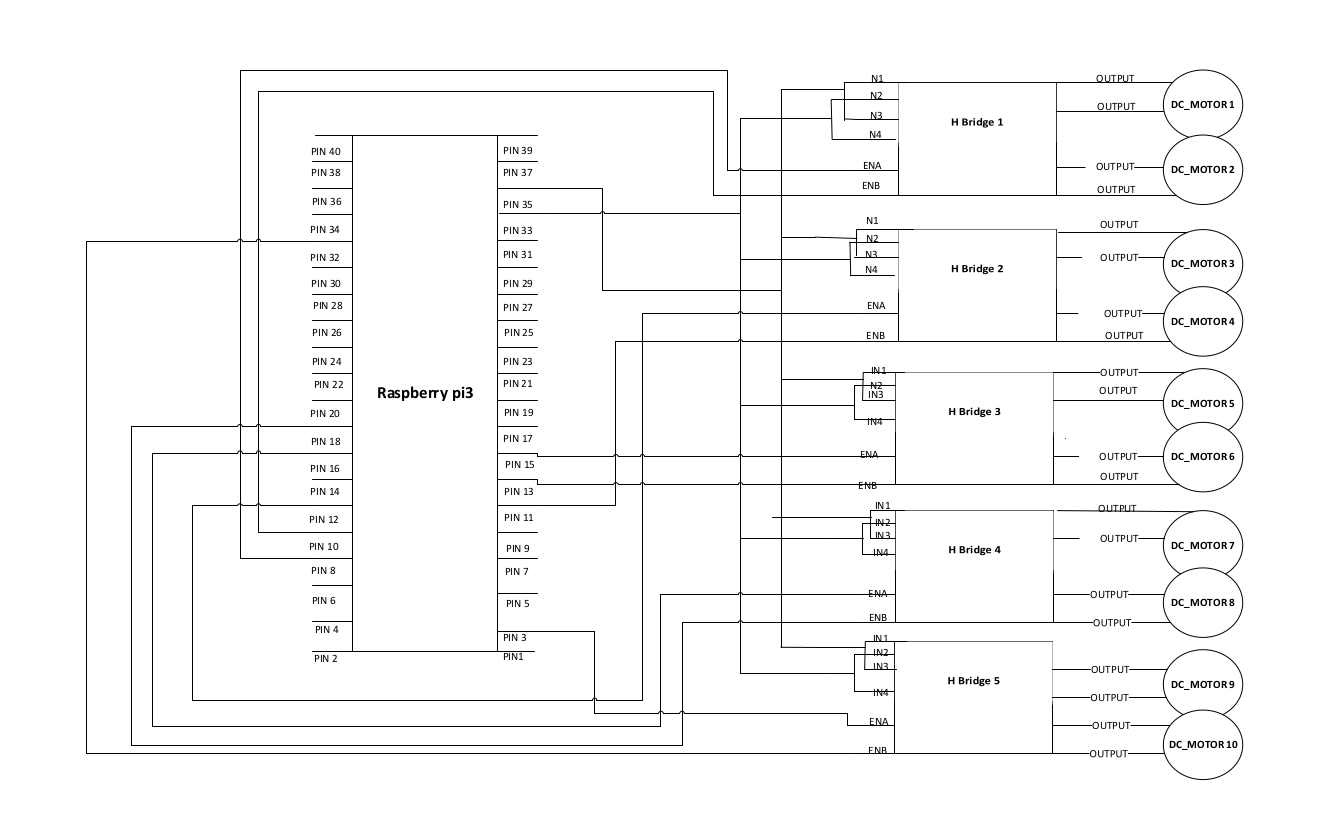 PIN 40
PIN 38
PIN 36
PIN 34
PIN 32
PIN 30
PIN 28
PIN 26
PIN 24
PIN 22
PIN 20
PIN 18
PIN 16
PIN 14
PIN 12
PIN 10
PIN 8
PIN 6
PIN 4
PIN 2
Raspberry pi3
PIN 39
PIN 37
PIN 35
PIN 33
PIN 31
PIN 29
PIN 27
PIN 25
PIN 23
PIN 21
PIN 19
PIN 17
PIN 15
PIN 13
PIN 11
PIN 9
PIN 7
PIN 5
PIN 3
PIN1
N1
N2
N3
N4
ENA
ENB
H Bridge 1
OUTPUT
OUTPUT
OUTPUT
OUTPUT
DC_MOTOR 1
DC_MOTOR 2
N1
N2
N3
N4
ENA
ENB
H Bridge 2
OUTPUT
OUTPUT
OUTPUT
OUTPUT
DC_MOTOR 3
DC_MOTOR 4
IN1
N2
IN3
IN4
ENA
ENB
H Bridge 3
OUTPUT
OUTPUT
OUTPUT
OUTPUT
DC_MOTOR 5
DC_MOTOR 6
IN1
IN2
IN3
IN4
ENA
ENB
H Bridge 4
OUTPUT
OUTPUT
OUTPUT
OUTPUT
DC_MOTOR 7
DC_MOTOR 8
IN1
IN2
IN3
IN4
ENA
ENB
H Bridge 5
OUTPUT
OUTPUT
OUTPUT
OUTPUT
DC_MOTOR 9
DC_MOTOR 10